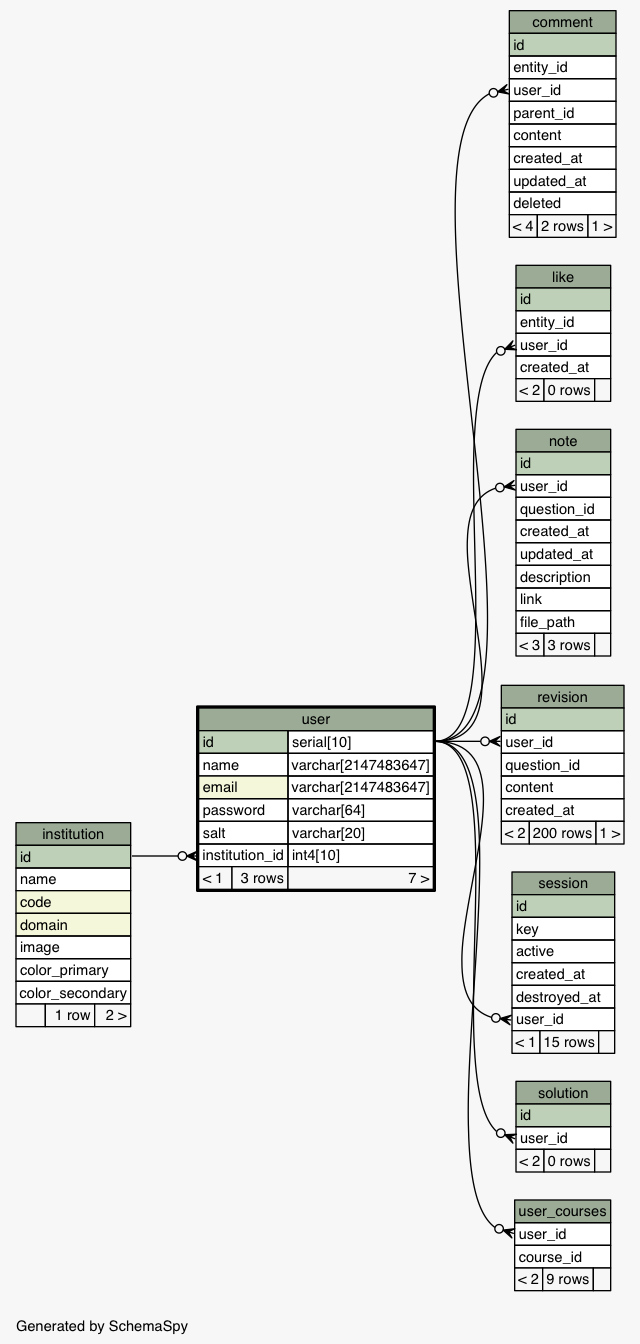 comment
id
entity_id
user_id
parent_id
content
created_at
updated_at
deleted
< 4 2 rows 1 >
like
id
entity_id
user_id
created_at
< 2 0 rows
note
id
user_id
question_id
created_at
updated_at
description
link
file_path
< 3 3 rows
revision
id
user_id
question_id
content
created_at
< 2 200 rows 1 >
user
id serial[10]
name varchar[2147483647]
email varchar[2147483647]
password varchar[64]
salt varchar[20]
institution_id int4[10]
< 1 3 rows 7 >
institution
id
name
code
domain
image
color_primary
color_secondary
1 row 2 >
session
id
key
active
created_at
destroyed_at
user_id
< 1 15 rows
solution
id
user_id
< 2 0 rows
user_courses
user_id
course_id
< 2 9 rows
Generated by SchemaSpy